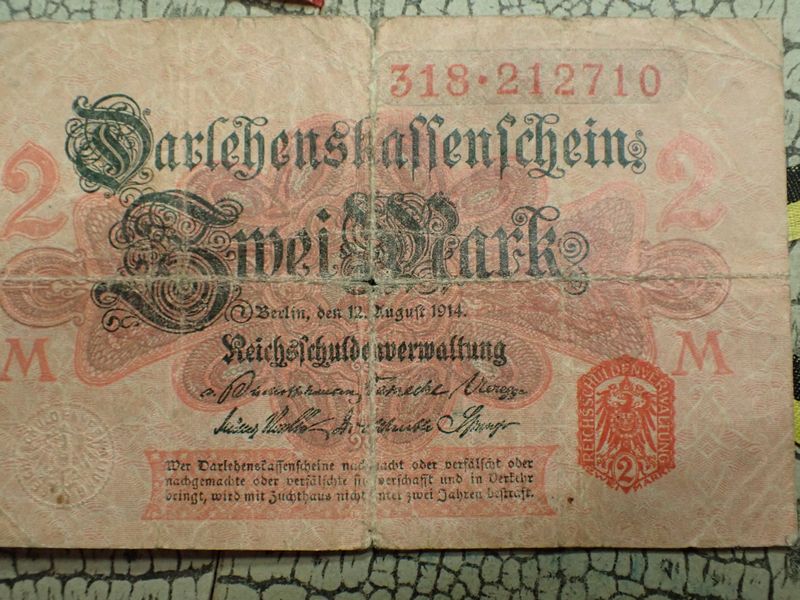 318·212710
Darlehenskassenschein.
2 2
Zwei Mark
Berlin, den 12. August 1914.
Reichsschuldenverwaltung
M M
REICHSSCHULDENVERWALTUNG
2
ZWEI MARK
Wer Darlehenskassenscheine nachmacht oder verfälscht oder
nachgemachte oder verfälschte sich verschafft und in Verkehr
bringt, wird mit Zuchthaus nicht unter zwei Jahren bestraft.